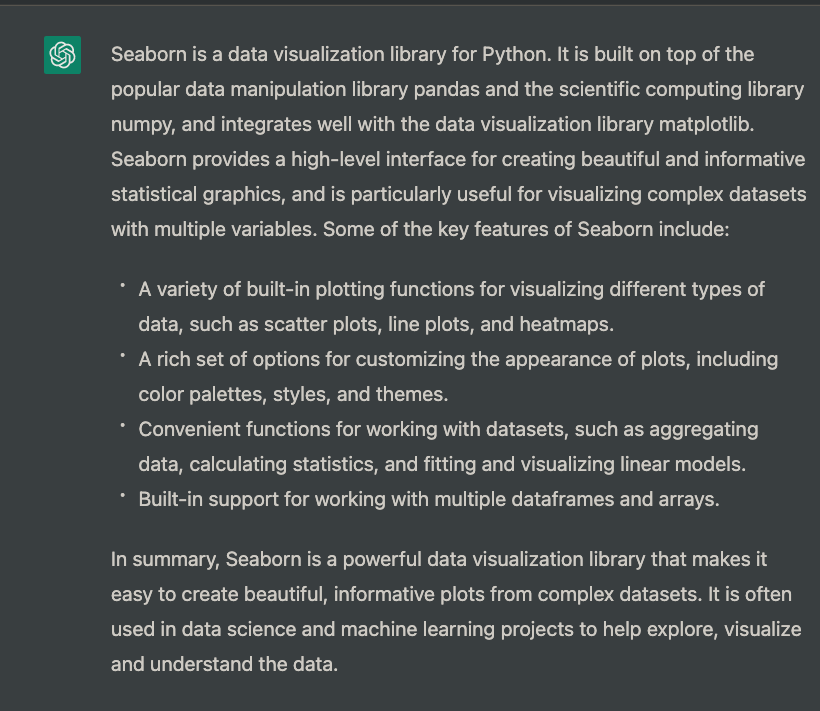 Seaborn is a data visualization library for Python. It is built on top of the
popular data manipulation library pandas and the scientific computing library
numpy, and integrates well with the data visualization library matplotlib.
Seaborn provides a high-level interface for creating beautiful and informative
statistical graphics, and is particularly useful for visualizing complex datasets
with multiple variables. Some of the key features of Seaborn include:
• A variety of built-in plotting functions for visualizing different types of
data, such as scatter plots, line plots, and heatmaps.
• A rich set of options for customizing the appearance of plots, including
color palettes, styles, and themes.
• Convenient functions for working with datasets, such as aggregating
data, calculating statistics, and fitting and visualizing linear models.
• Built-in support for working with multiple dataframes and arrays.
In summary, Seaborn is a powerful data visualization library that makes it
easy to create beautiful, informative plots from complex datasets. It is often
used in data science and machine learning projects to help explore, visualize
and understand the data.